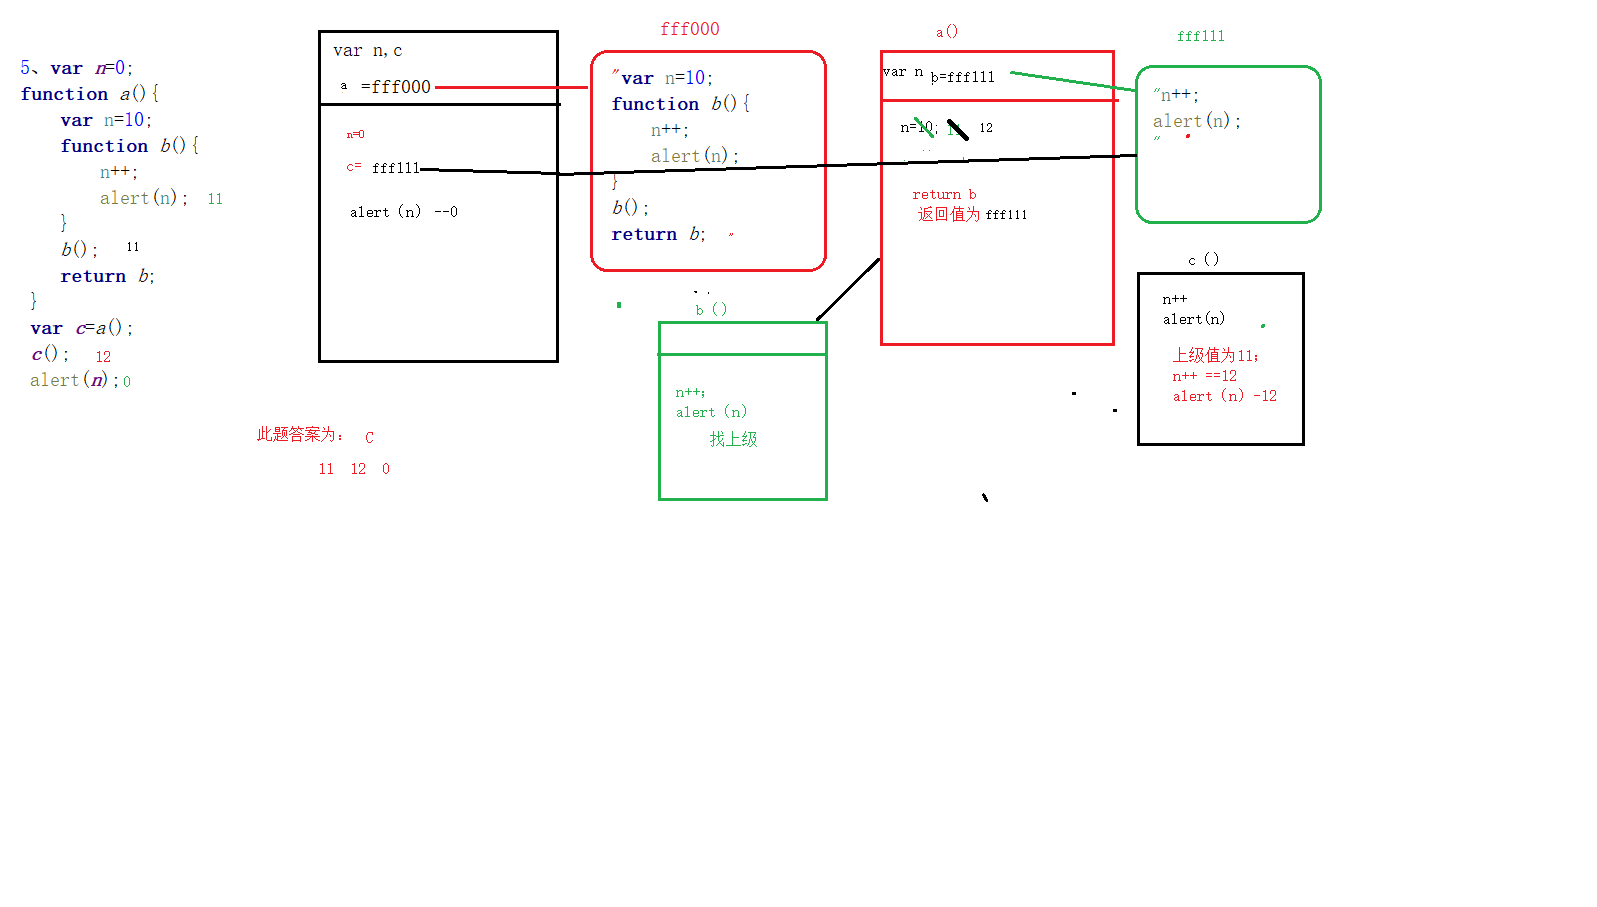 5、var n=0;
function a(){
var n=10;
function b(){
n++;
alert(n); 11
}
b(); 11
return b;
}
var c=a();
c(); 12
alert(n);0
var n,c
a =fff000
n=0
c= fff111
alert (n) --0
此题答案为: C
11 12 0
fff000
"var n=10;
function b(){
n++;
alert(n);
}
b();
return b; "
b ()
n++;
alert (n)
找上级
a()
var n b=fff111
n=10; 11 12
return b
返回值为 fff111
fff111
"n++;
alert(n);
"
c ()
n++
alert(n)
上级值为11;
n++ ==12
alert (n) -12